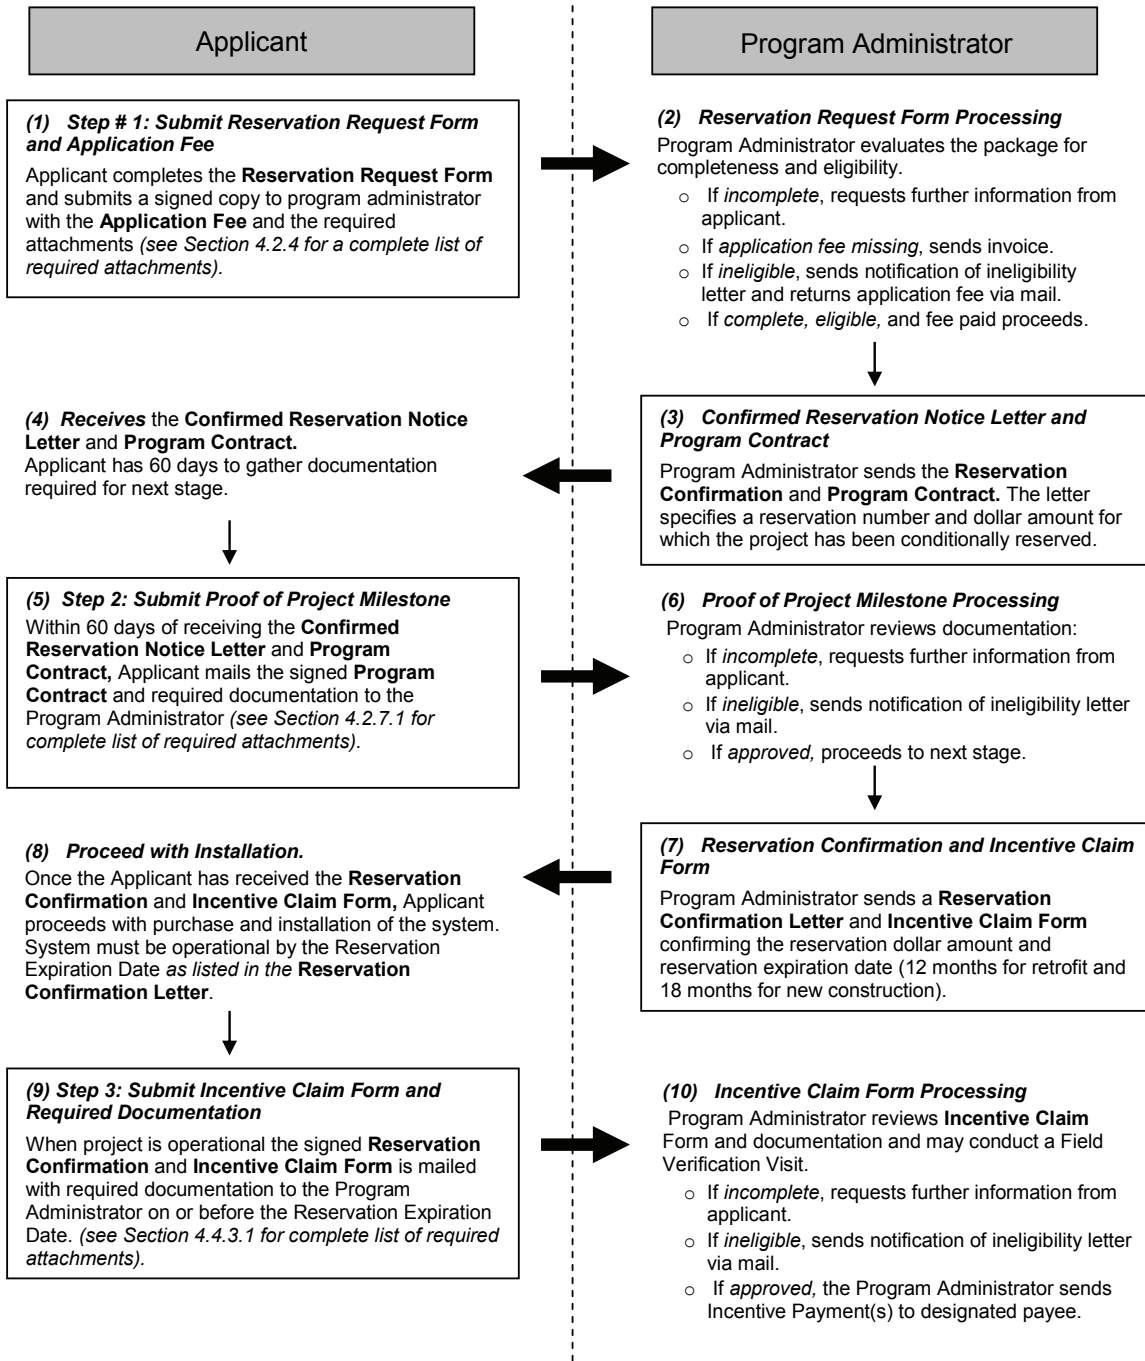 Applicant
Program Administrator
(1) Step # 1: Submit Reservation Request Form
and Application Fee
Applicant completes the Reservation Request Form
and submits a signed copy to program administrator
with the Application Fee and the required
attachments (see Section 4.2.4 for a complete list of
required attachments).
(2) Reservation Request Form Processing
Program Administrator evaluates the package for
completeness and eligibility.
o If incomplete, requests further information from
applicant.
o If application fee missing, sends invoice.
o If ineligible, sends notification of ineligibility
letter and returns application fee via mail.
o If complete, eligible, and fee paid proceeds.
(3) Confirmed Reservation Notice Letter and
Program Contract
Program Administrator sends the Reservation
Confirmation and Program Contract. The letter
specifies a reservation number and dollar amount for
which the project has been conditionally reserved.
(4) Receives the Confirmed Reservation Notice
Letter and Program Contract.
Applicant has 60 days to gather documentation
required for next stage.
(5) Step 2: Submit Proof of Project Milestone
Within 60 days of receiving the Confirmed
Reservation Notice Letter and Program
Contract, Applicant mails the signed Program
Contract and required documentation to the
Program Administrator (see Section 4.2.7.1 for
complete list of required attachments).
(6) Proof of Project Milestone Processing
Program Administrator reviews documentation:
o If incomplete, requests further information from
applicant.
o If ineligible, sends notification of ineligibility letter
via mail.
o If approved, proceeds to next stage.
(7) Reservation Confirmation and Incentive Claim
Form
Program Administrator sends a Reservation
Confirmation Letter and Incentive Claim Form
confirming the reservation dollar amount and
reservation expiration date (12 months for retrofit and
18 months for new construction).
(8) Proceed with Installation.
Once the Applicant has received the Reservation
Confirmation and Incentive Claim Form, Applicant
proceeds with purchase and installation of the system.
System must be operational by the Reservation
Expiration Date as listed in the Reservation
Confirmation Letter.
(9) Step 3: Submit Incentive Claim Form and
Required Documentation
When project is operational the signed Reservation
Confirmation and Incentive Claim Form is mailed
with required documentation to the Program
Administrator on or before the Reservation Expiration
Date. (see Section 4.4.3.1 for complete list of required
attachments).
(10) Incentive Claim Form Processing
Program Administrator reviews Incentive Claim
Form and documentation and may conduct a Field
Verification Visit.
o If incomplete, requests further information from
applicant.
o If ineligible, sends notification of ineligibility letter
via mail.
o If approved, the Program Administrator sends
Incentive Payment(s) to designated payee.